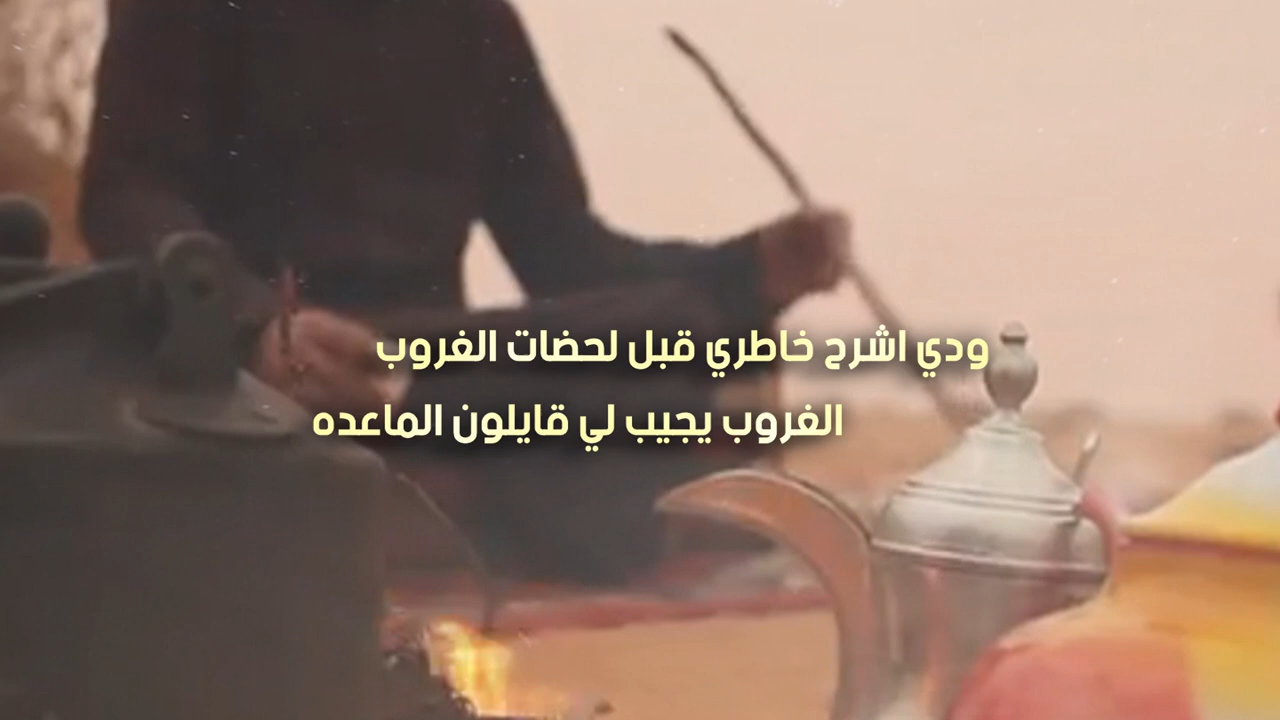 ودي اشرح خاطري قبل لحضات الغروب
الغروب يجيب لي قايلون الماعده